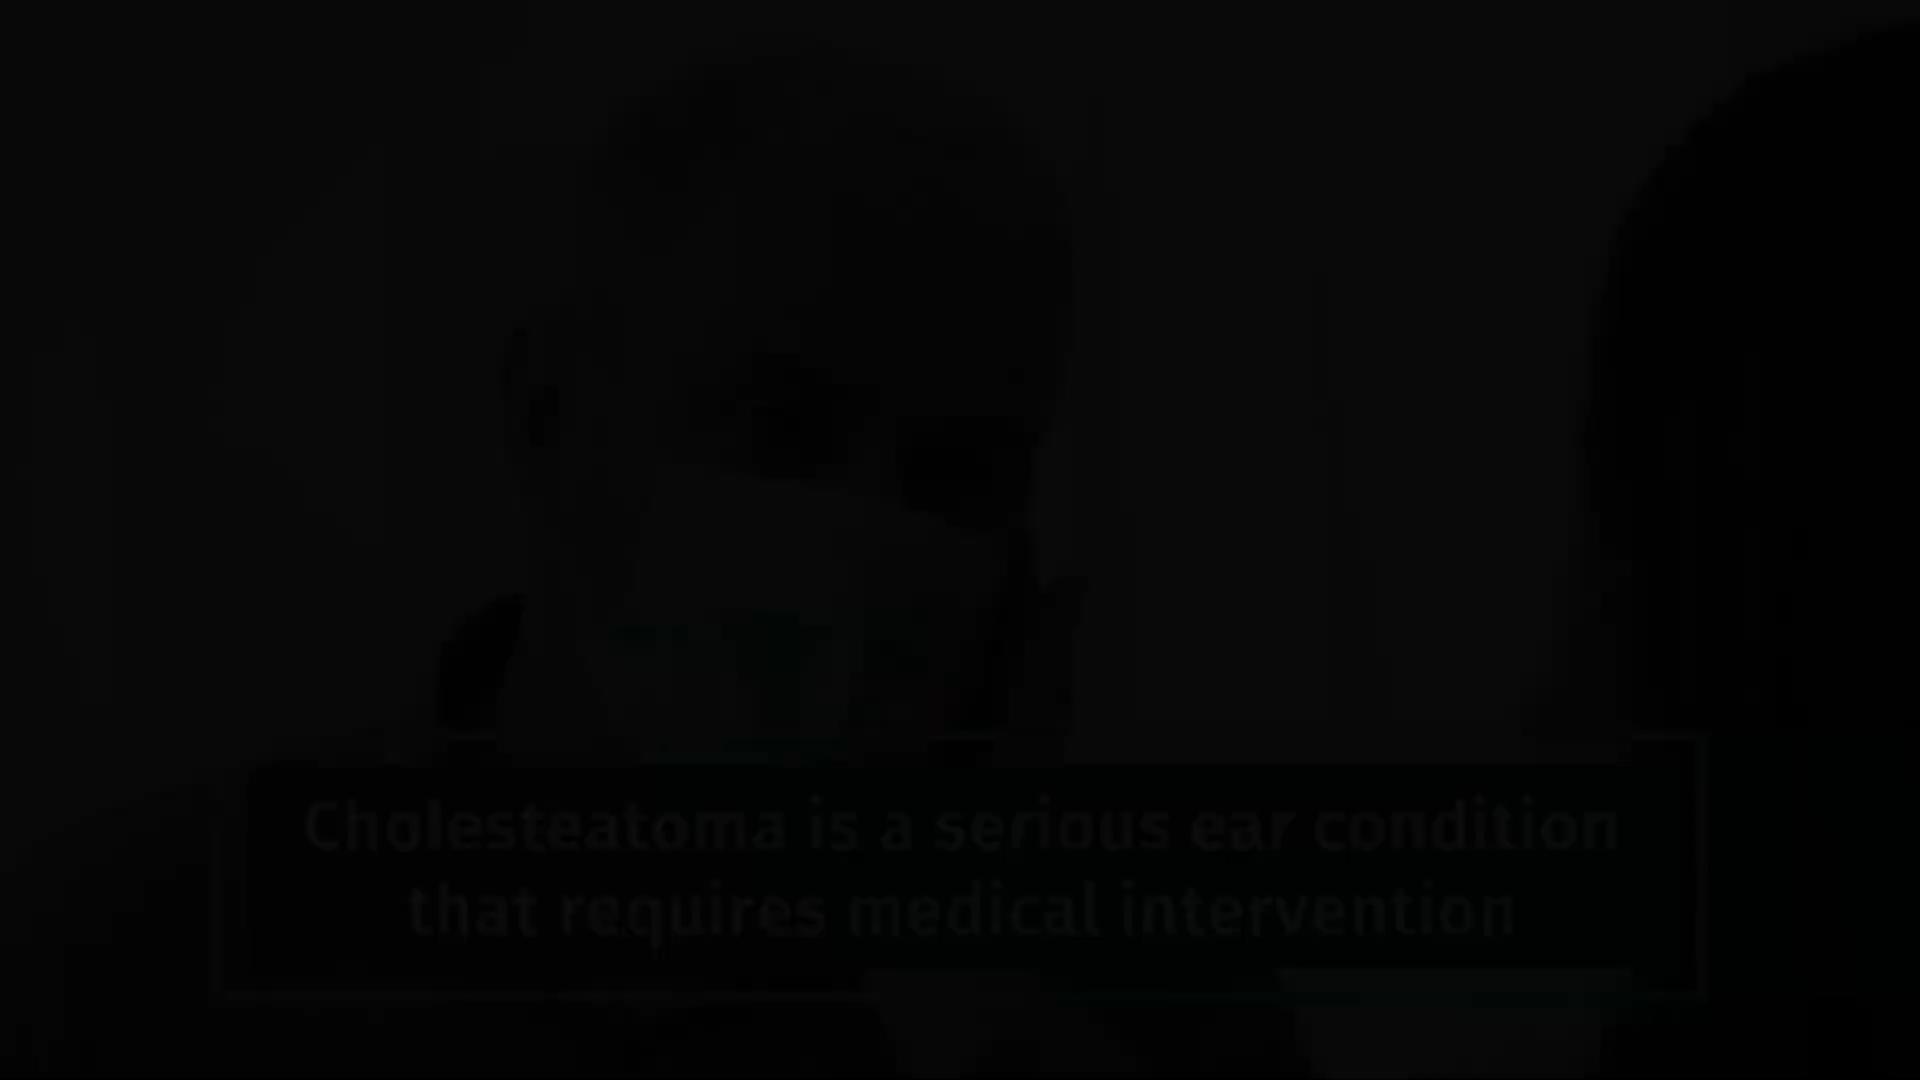 Cholesteatoma is a serious ear condition
that requires medical intervention